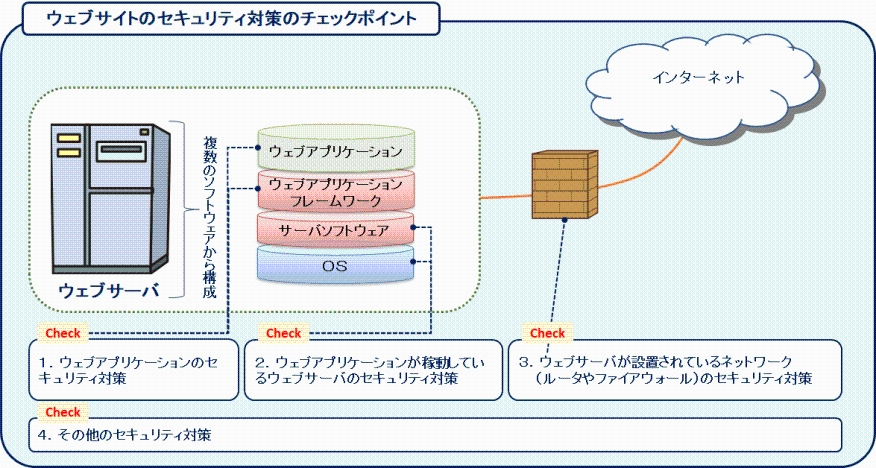 ウェブサイトのセキュリティ対策のチェックポイント
インターネット
複数のソフトウェアから構成
ウェブアプリケーション
ウェブアプリケーション
フレームワーク
サーバソフトウェア
OS
ウェブサーバ
Check
1. ウェブアプリケーションのセ
キュリティ対策
Check
2. ウェブアプリケーションが稼動してい
るウェブサーバのセキュリティ対策
Check
3. ウェブサーバが設置されているネットワーク
(ルータやファイアウォール)のセキュリティ対策
Check
4. その他のセキュリティ対策